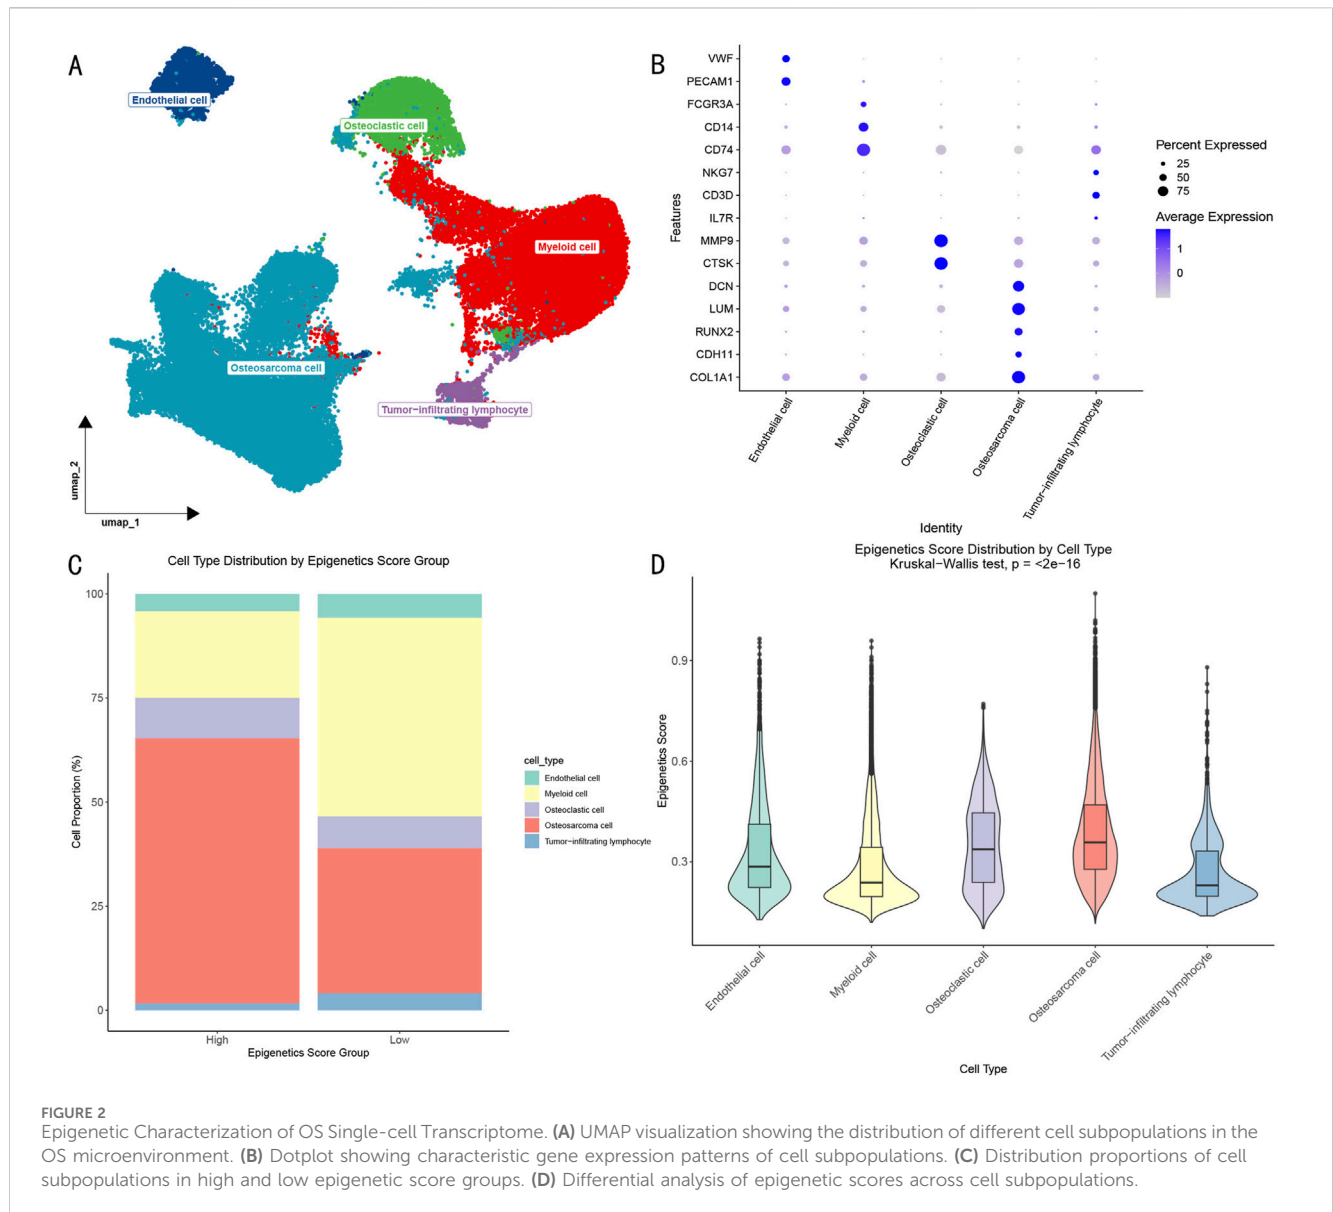 A
Endothelial cell
Osteoclastic cell
Myeloid cell
Osteosarcoma cell
Tumor−infiltrating lymphocyte
umap_2
umap_1
B
Features
VWF
PECAM1
FCGR3A
CD14
CD74
NKG7
CD3D
IL7R
MMP9
CTSK
DCN
LUM
RUNX2
CDH11
COL1A1
Endothelial cell
Myeloid cell
Osteoclastic cell
Osteosarcoma cell
Tumor−infiltrating lymphocyte
Identity
Percent Expressed
25
50
75
Average Expression
1
0
C
Cell Type Distribution by Epigenetics Score Group
Cell Proportion (%)
100
75
50
25
0
High
Low
Epigenetics Score Group
cell_type
Endothelial cell
Myeloid cell
Osteoclastic cell
Osteosarcoma cell
Tumor−infiltrating lymphocyte
D
Epigenetics Score Distribution by Cell Type
Kruskal−Wallis test, p = <2e−16
Epigenetics Score
0.9
0.6
0.3
Endothelial cell
Myeloid cell
Osteoclastic cell
Osteosarcoma cell
Tumor−infiltrating lymphocyte
Cell Type
FIGURE 2
Epigenetic Characterization of OS Single-cell Transcriptome. (A) UMAP visualization showing the distribution of different cell subpopulations in the
OS microenvironment. (B) Dotplot showing characteristic gene expression patterns of cell subpopulations. (C) Distribution proportions of cell
subpopulations in high and low epigenetic score groups. (D) Differential analysis of epigenetic scores across cell subpopulations.